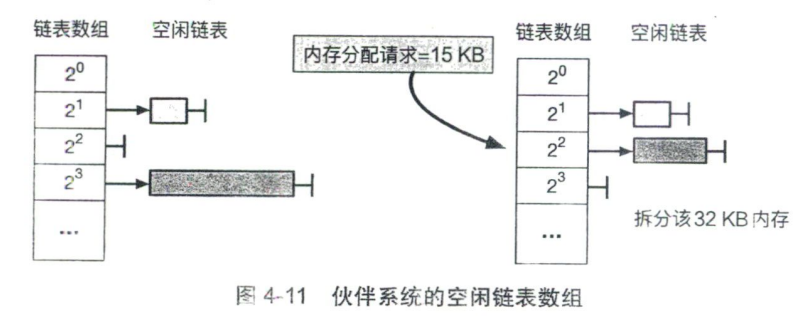 链表数组 空闲链表
2^0
2^1
2^2
2^3
...
内存分配请求=15 KB
链表数组 空闲链表
2^0
2^1
2^2
2^3
...
拆分该32 KB内存
图 4-11 伙伴系统的空闲链表数组